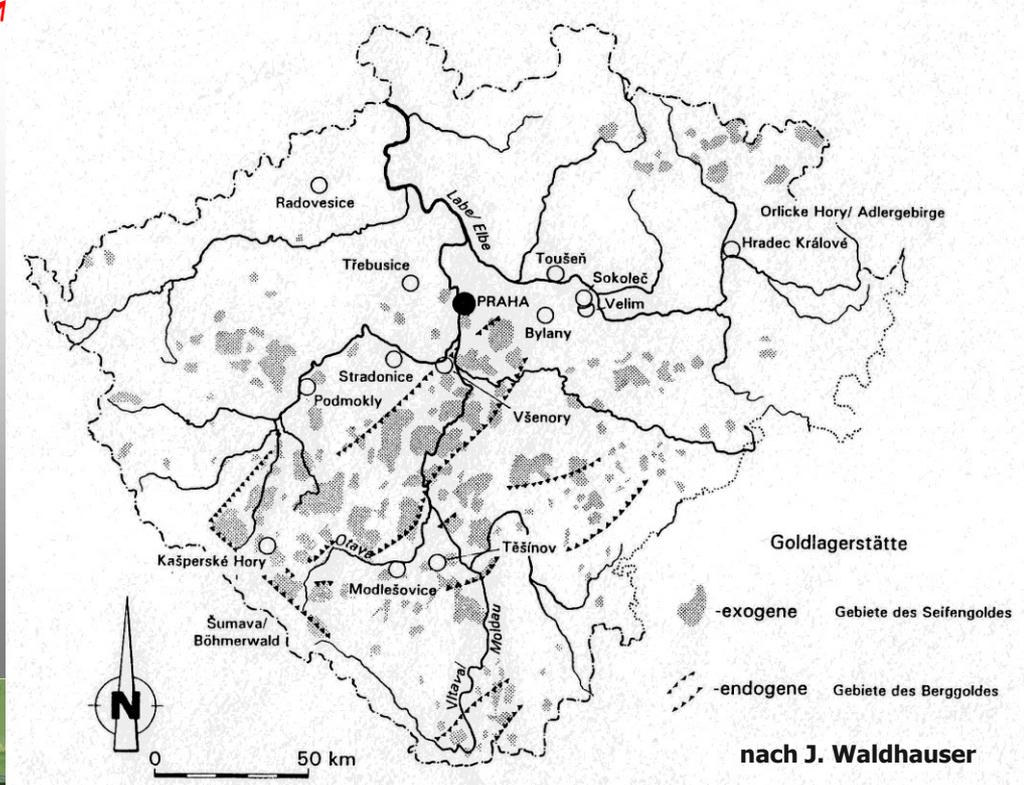 1
Radovesice
Labe/ Elbe
Orlicke Hory/ Adlergebirge
Hradec Králové
Třebusice
Toušeň
Sokoleč
PRAHA
Velim
Bylany
Stradonice
Podmokly
Všenory
Otava
Kašperské Hory
Těšínov
Modlešovice
Šumava/
Böhmerwald
Vltava/ Moldau
Goldlagerstätte
-exogene Gebiete des Seifengoldes
-endogene Gebiete des Berggoldes
N
0 50 km
nach J. Waldhauser